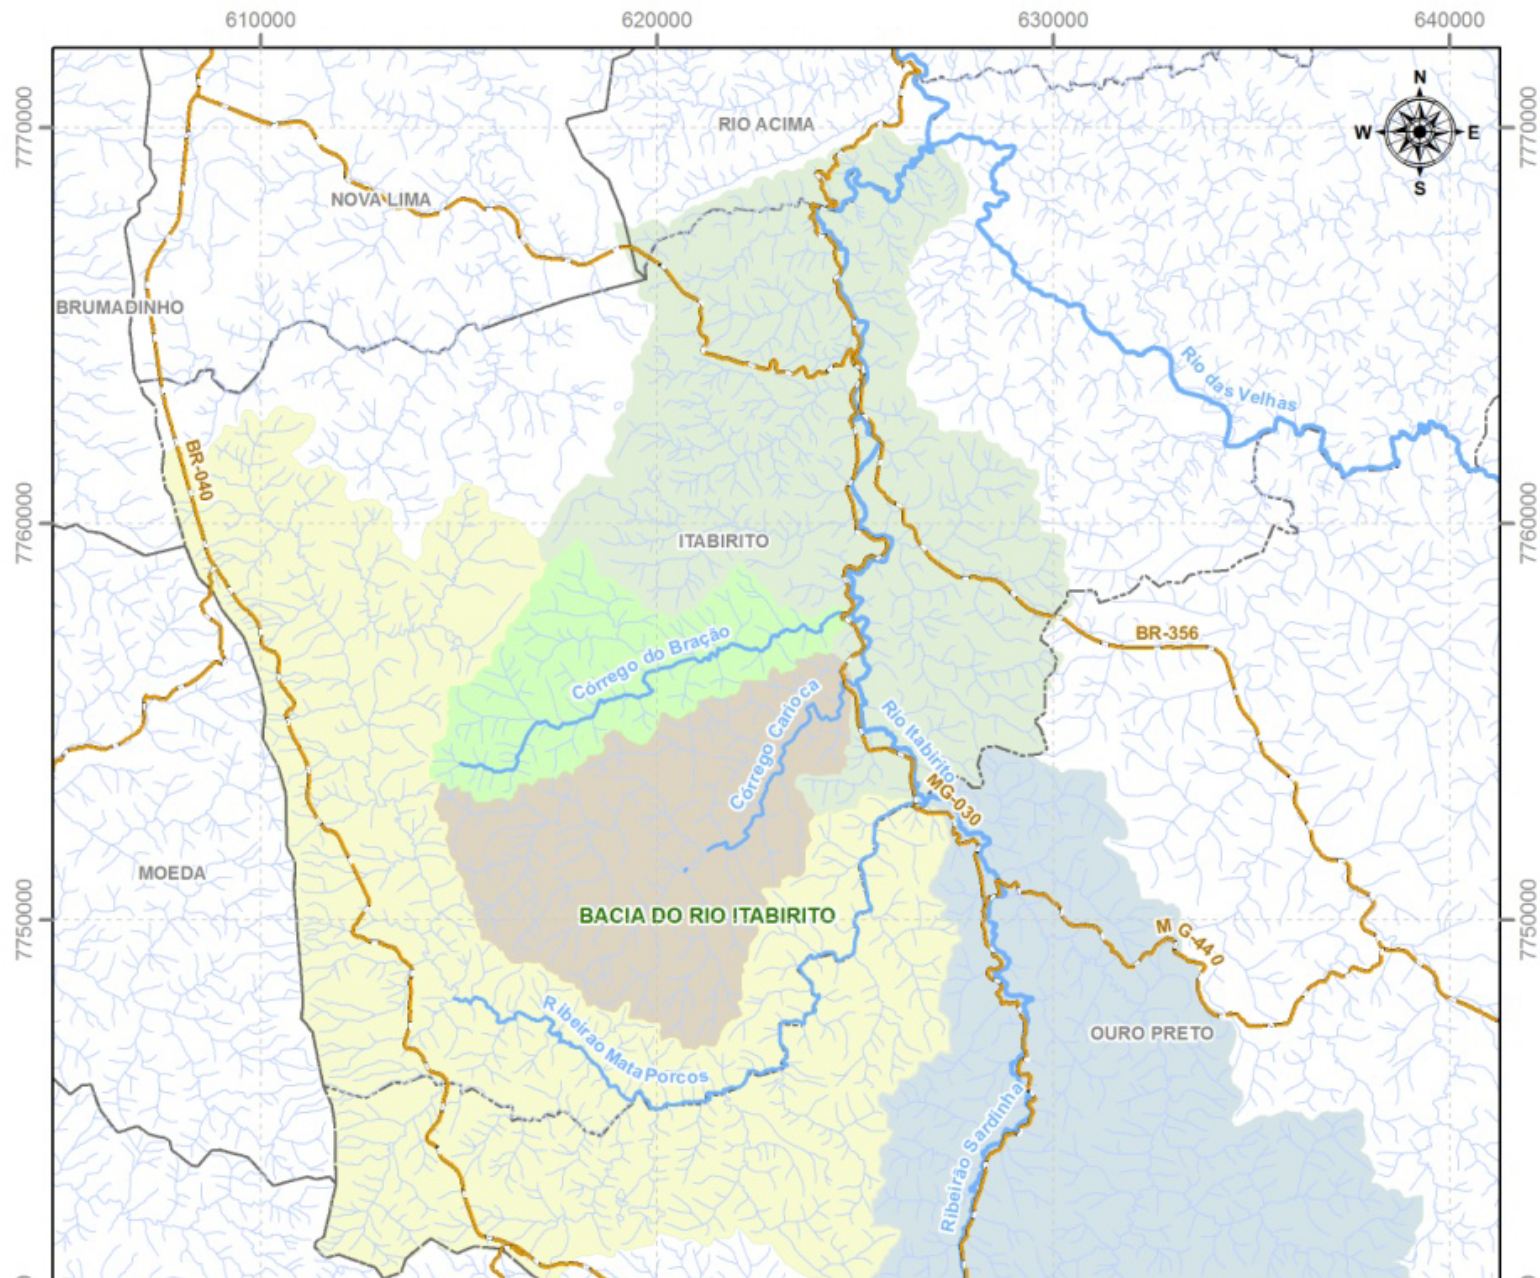 610000
620000
630000
640000
7770000
7770000
N
W
E
S
RIO ACIMA
NOVA LIMA
BRUMADINHO
Rio das Velhas
BR-040
7760000
7760000
ITABIRITO
BR-356
Córrego do Bração
Córrego Carioca
Rio Itabirito
MG-030
MOEDA
BACIA DO RIO ITABIRITO
7750000
7750000
MG-440
Ribeirao Mata Porcos
OURO PRETO
Ribeirão Sardinha